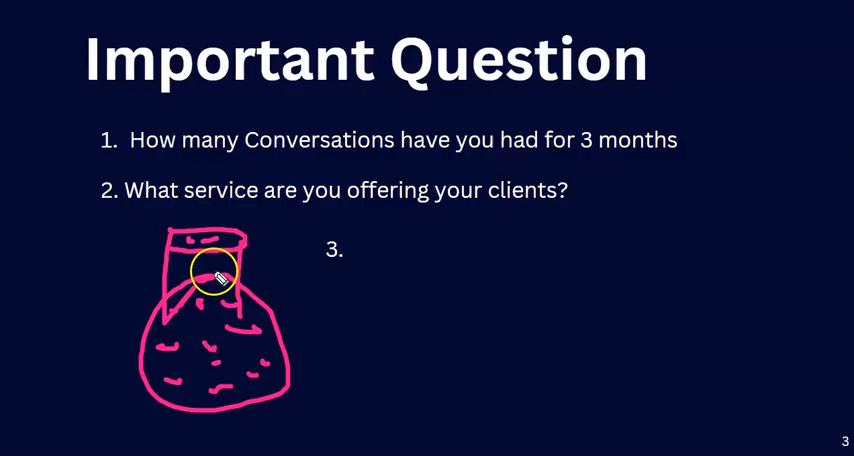 Important Question
1. How many Conversations have you had for 3 months
2. What service are you offering your clients?
3.
3